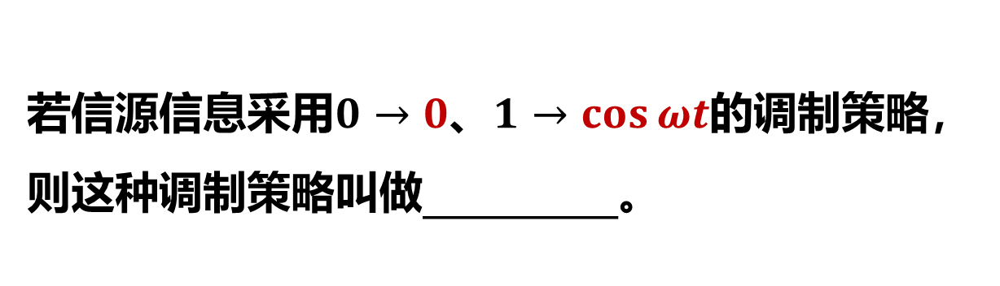 若信源信息采用0 → 0、1 → cos ωt的调制策略，
则这种调制策略叫做_________。